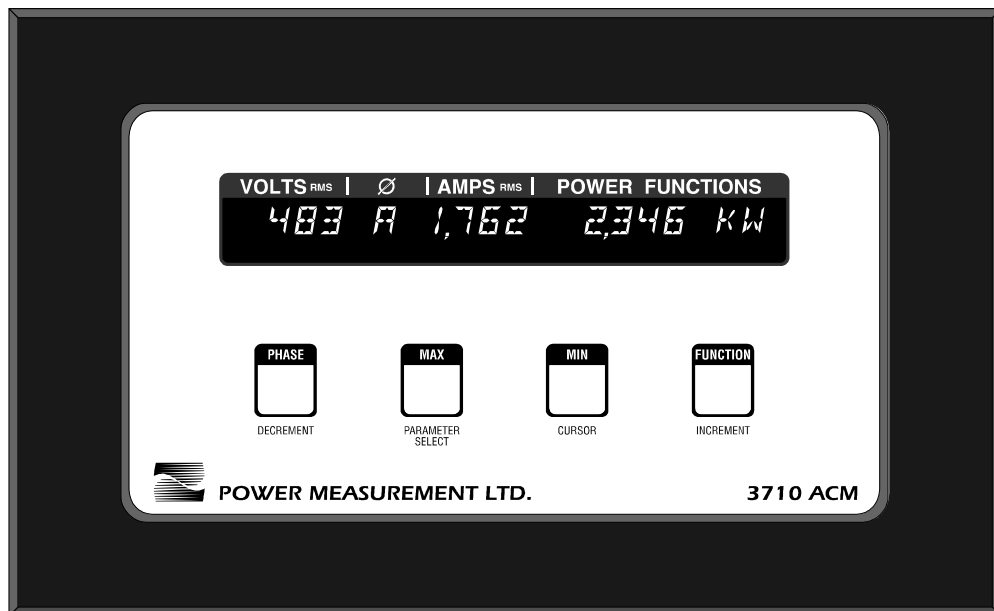 VOLTS RMS | Ø | AMPS RMS | POWER FUNCTIONS
483 A 1,762 2,346 KW
PHASE MAX MIN FUNCTION
DECREMENT PARAMETER SELECT CURSOR INCREMENT
POWER MEASUREMENT LTD. 3710 ACM